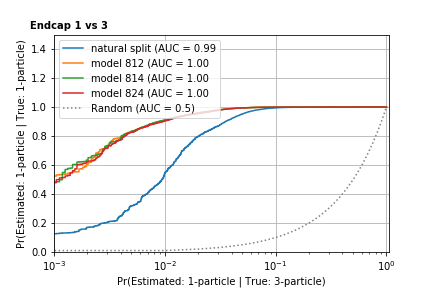 Endcap 1 vs 3
Pr(Estimated: 1-particle | True: 1-particle)
1.4
1.2
1.0
0.8
0.6
0.4
0.2
0.0
natural split (AUC = 0.99
model 812 (AUC = 1.00
model 814 (AUC = 1.00
model 824 (AUC = 1.00
Random (AUC = 0.5)
10⁻³
10⁻²
10⁻¹
10⁰
Pr(Estimated: 1-particle | True: 3-particle)